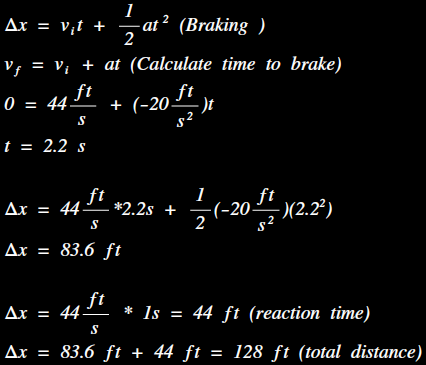 Δx = vᵢt + 1/2 at² (Braking )
v_f = vᵢ + at (Calculate time to brake)
0 = 44 ft/s + (-20 ft/s² )t
t = 2.2 s
Δx = 44 ft/s *2.2s + 1/2 (-20 ft/s² )(2.2²)
Δx = 83.6 ft
Δx = 44 ft/s * 1s = 44 ft (reaction time)
Δx = 83.6 ft + 44 ft = 128 ft (total distance)